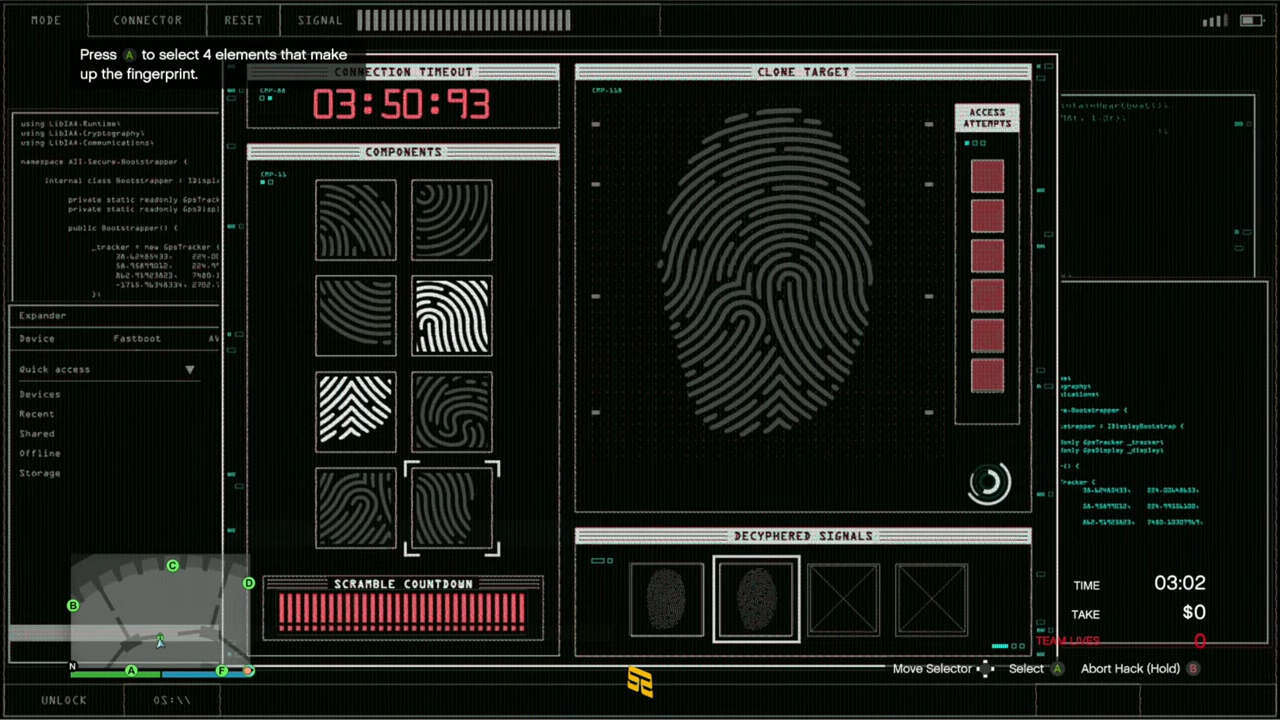 MODE
CONNECTOR
RESET
SIGNAL
Press A to select 4 elements that make
up the fingerprint.
CONNECTION TIMEOUT
03:50:93
COMPONENTS
CLONE TARGET
ACCESS
ATTEMPTS
using LibIAA.Runtime;
using LibIAA.Cryptography;
using LibIAA.Communications;
namespace AII.Secure.Bootstrapper {
internal class Bootstrapper : IDispl
private static readonly GpsTrack
private static readonly GpsDispl
public Bootstrapper() {
_tracker = new GpsTracker {
Expander
Device
Fastboot
Quick access
Devices
Recent
Shared
Offline
Storage
SCRAMBLE COUNTDOWN
DECYPHERED SIGNALS
TIME 03:02
TAKE $0
TEAM LIVES 0
Move Selector
Select A
Abort Hack (Hold) B
B
C
D
N
A
F
UNLOCK
OS:\\